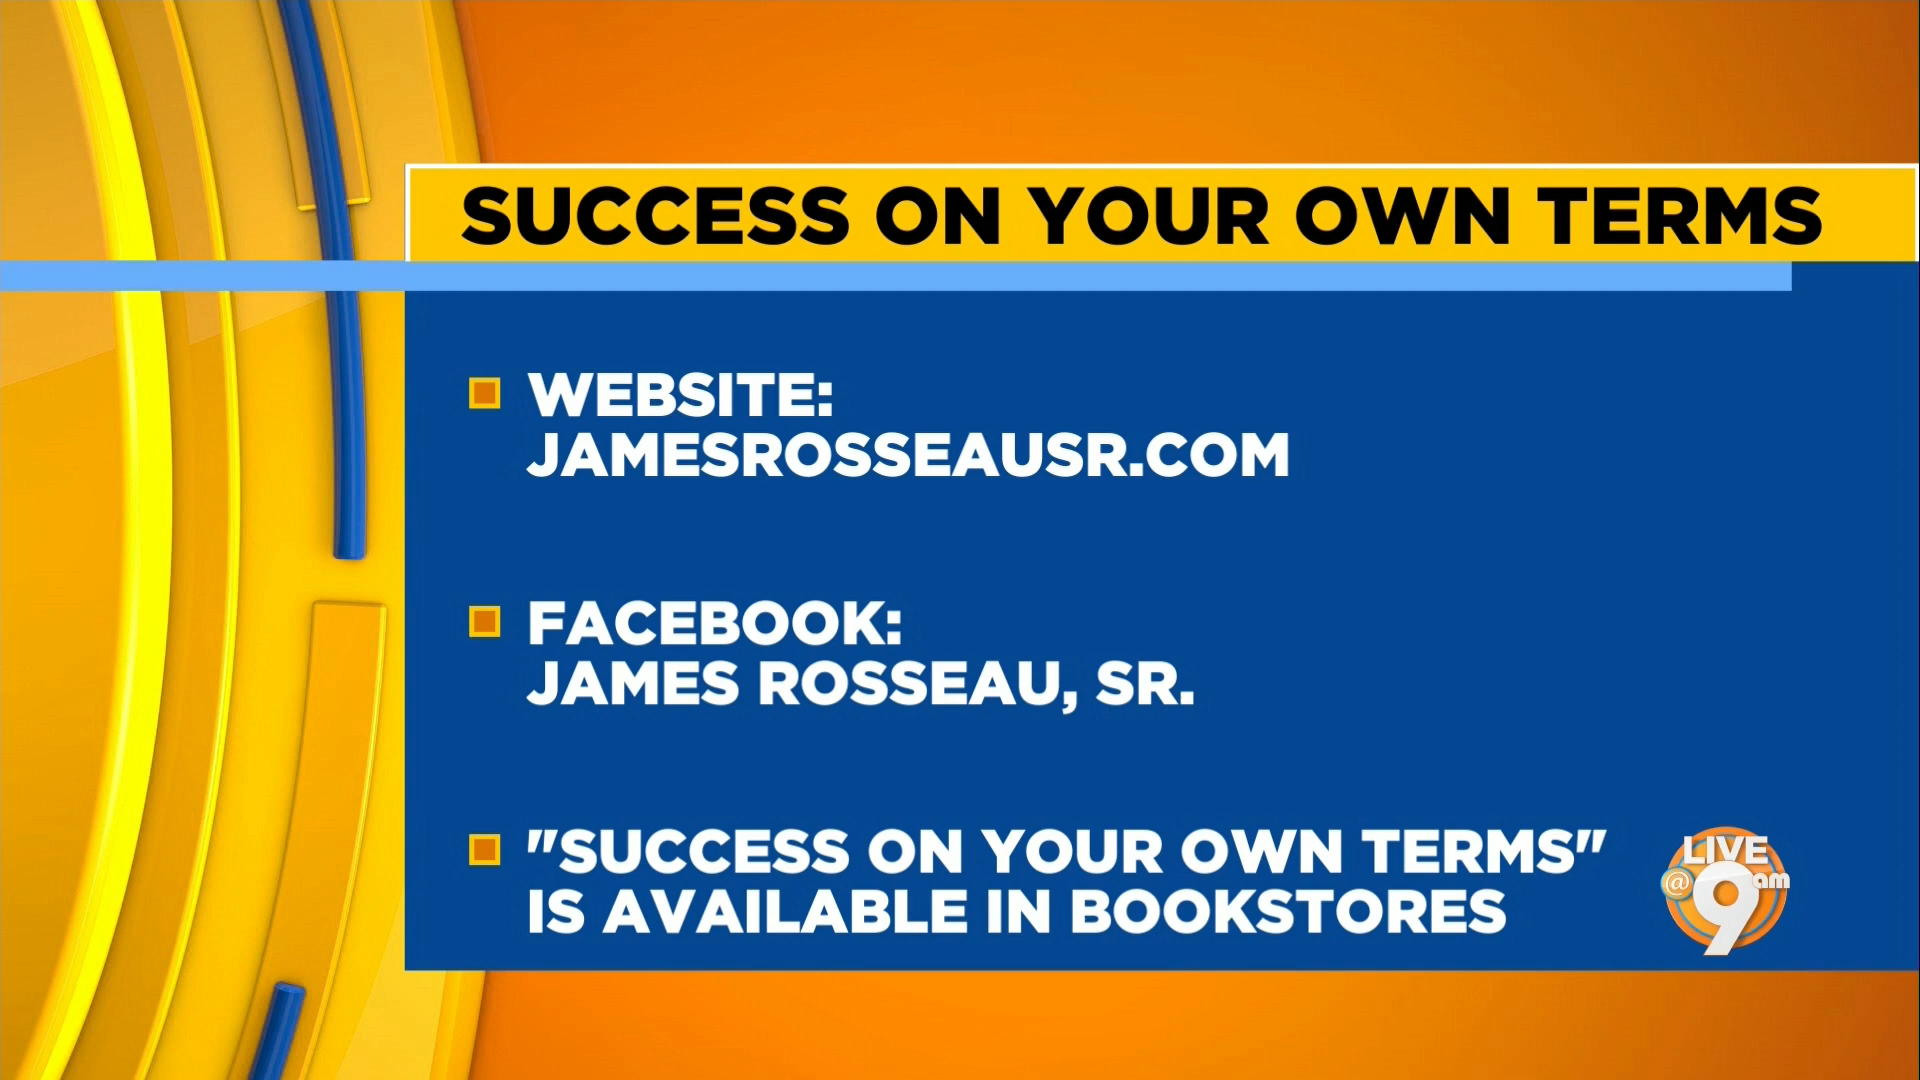 SUCCESS ON YOUR OWN TERMS
WEBSITE:
JAMESROSSEAUSR.COM
FACEBOOK:
JAMES ROSSEAU, SR.
"SUCCESS ON YOUR OWN TERMS"
IS AVAILABLE IN BOOKSTORES
LIVE
@ 9 am